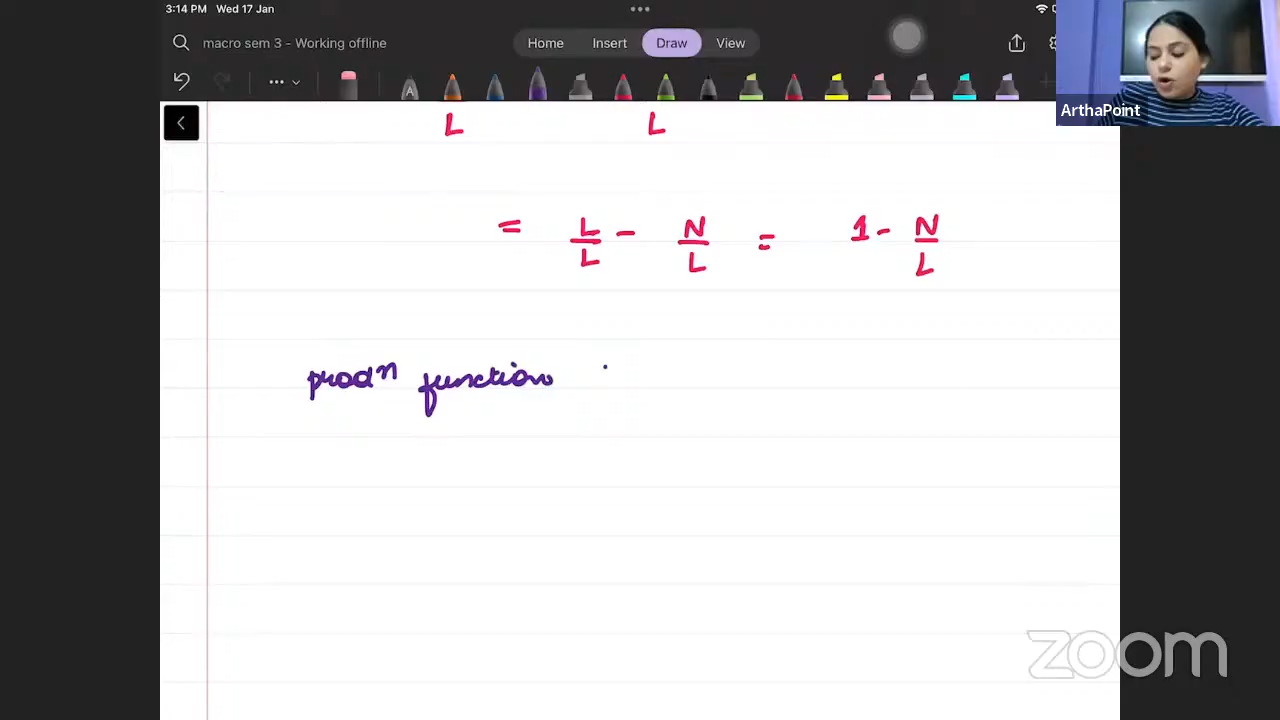 3:14 PM Wed 17 Jan
macro sem 3 - Working offline
Home Insert Draw View
A
ArthaPoint
L L
= L/L - N/L = 1 - N/L
prodⁿ function
zoom